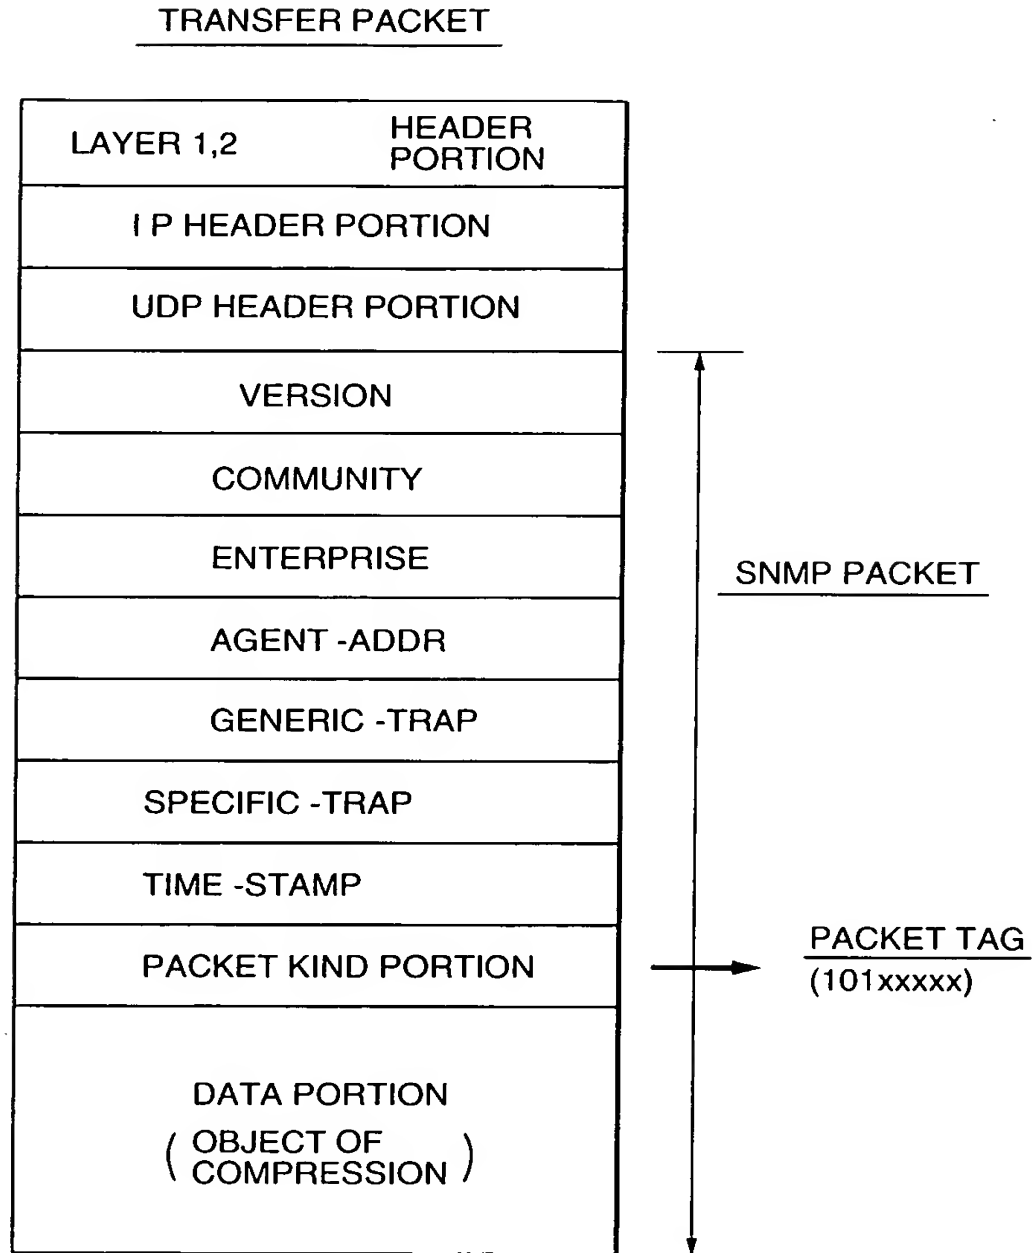 TRANSFER PACKET
LAYER 1,2 HEADER PORTION
I P HEADER PORTION
UDP HEADER PORTION
VERSION
COMMUNITY
ENTERPRISE
AGENT -ADDR
GENERIC -TRAP
SPECIFIC -TRAP
TIME -STAMP
PACKET KIND PORTION
DATA PORTION
( OBJECT OF
COMPRESSION )
SNMP PACKET
PACKET TAG
(101xxxxx)